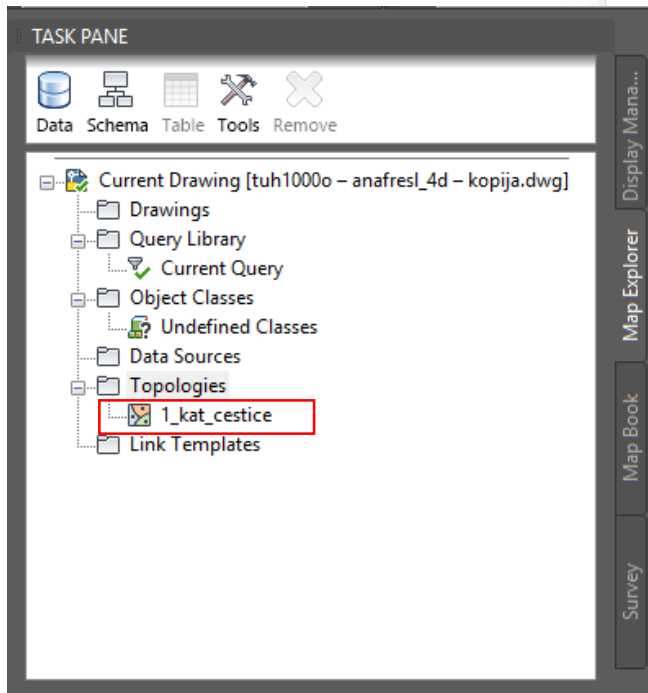 TASK PANE
Data Schema Table Tools Remove
Current Drawing [tuh1000o – anafresl_4d – kopija.dwg]
Drawings
Query Library
Current Query
Object Classes
Undefined Classes
Data Sources
Topologies
1_kat_cestice
Link Templates
Display Mana...
Map Explorer
Map Book
Survey